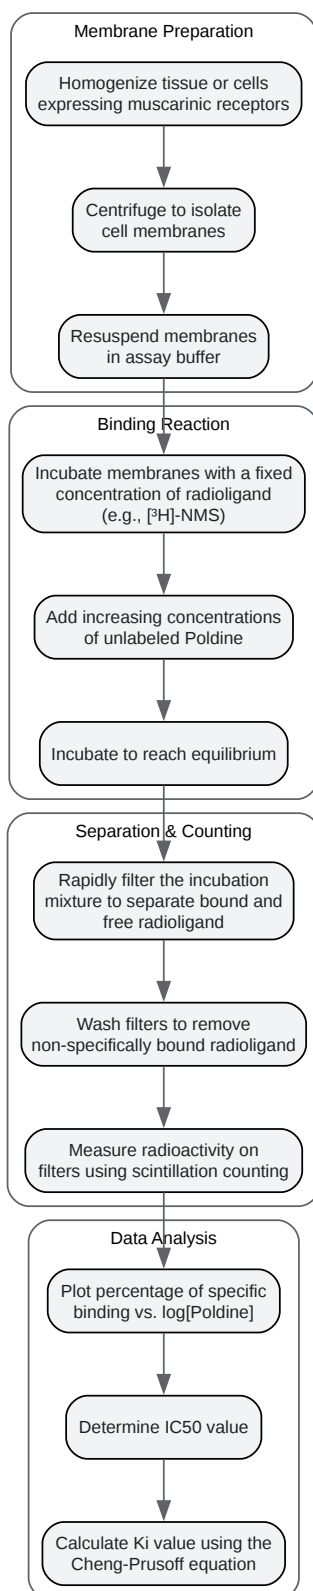 Membrane Preparation
Homogenize tissue or cells
expressing muscarinic receptors
Centrifuge to isolate
cell membranes
Resuspend membranes
in assay buffer
Binding Reaction
Incubate membranes with a fixed
concentration of radioligand
(e.g., [³H]-NMS)
Add increasing concentrations
of unlabeled Poldine
Incubate to reach equilibrium
Separation & Counting
Rapidly filter the incubation
mixture to separate bound and
free radioligand
Wash filters to remove
non-specifically bound radioligand
Measure radioactivity on
filters using scintillation counting
Data Analysis
Plot percentage of specific
binding vs. log[Poldine]
Determine IC50 value
Calculate Ki value using the
Cheng-Prusoff equation